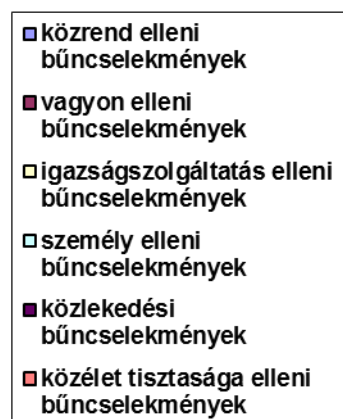 közrend elleni
bűncselekmények
vagyon elleni
bűncselekmények
igazságszolgáltatás elleni
bűncselekmények
személy elleni
bűncselekmények
közlekedési
bűncselekmények
közélet tisztasága elleni
bűncselekmények